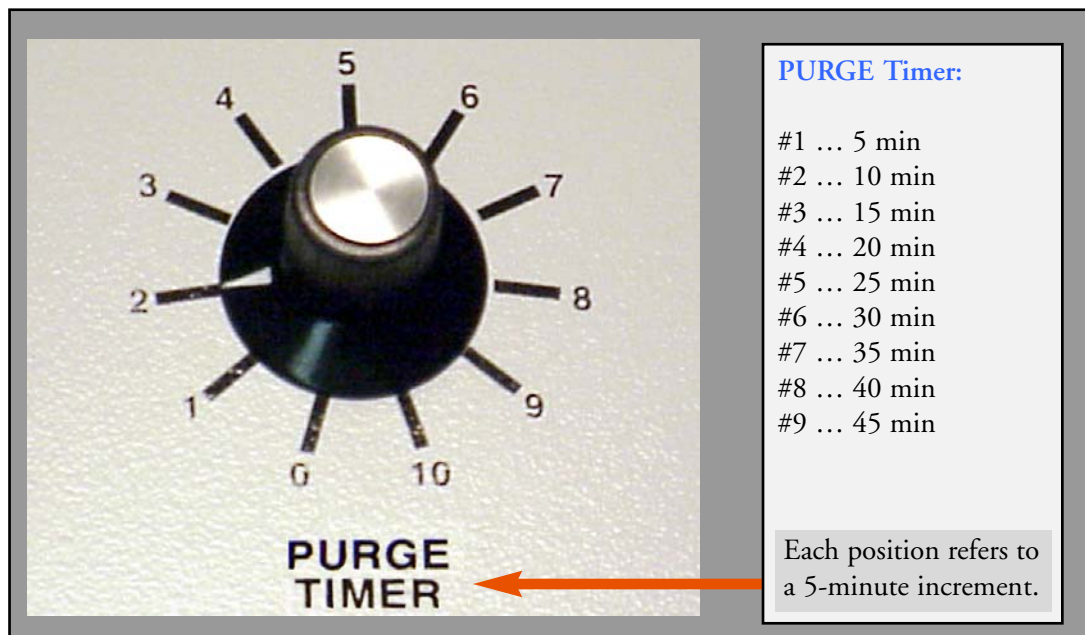 5
4
6
3
7
2
8
1
9
0
10
PURGE
TIMER
PURGE Timer:
#1 … 5 min
#2 … 10 min
#3 … 15 min
#4 … 20 min
#5 … 25 min
#6 … 30 min
#7 … 35 min
#8 … 40 min
#9 … 45 min
Each position refers to
a 5-minute increment.